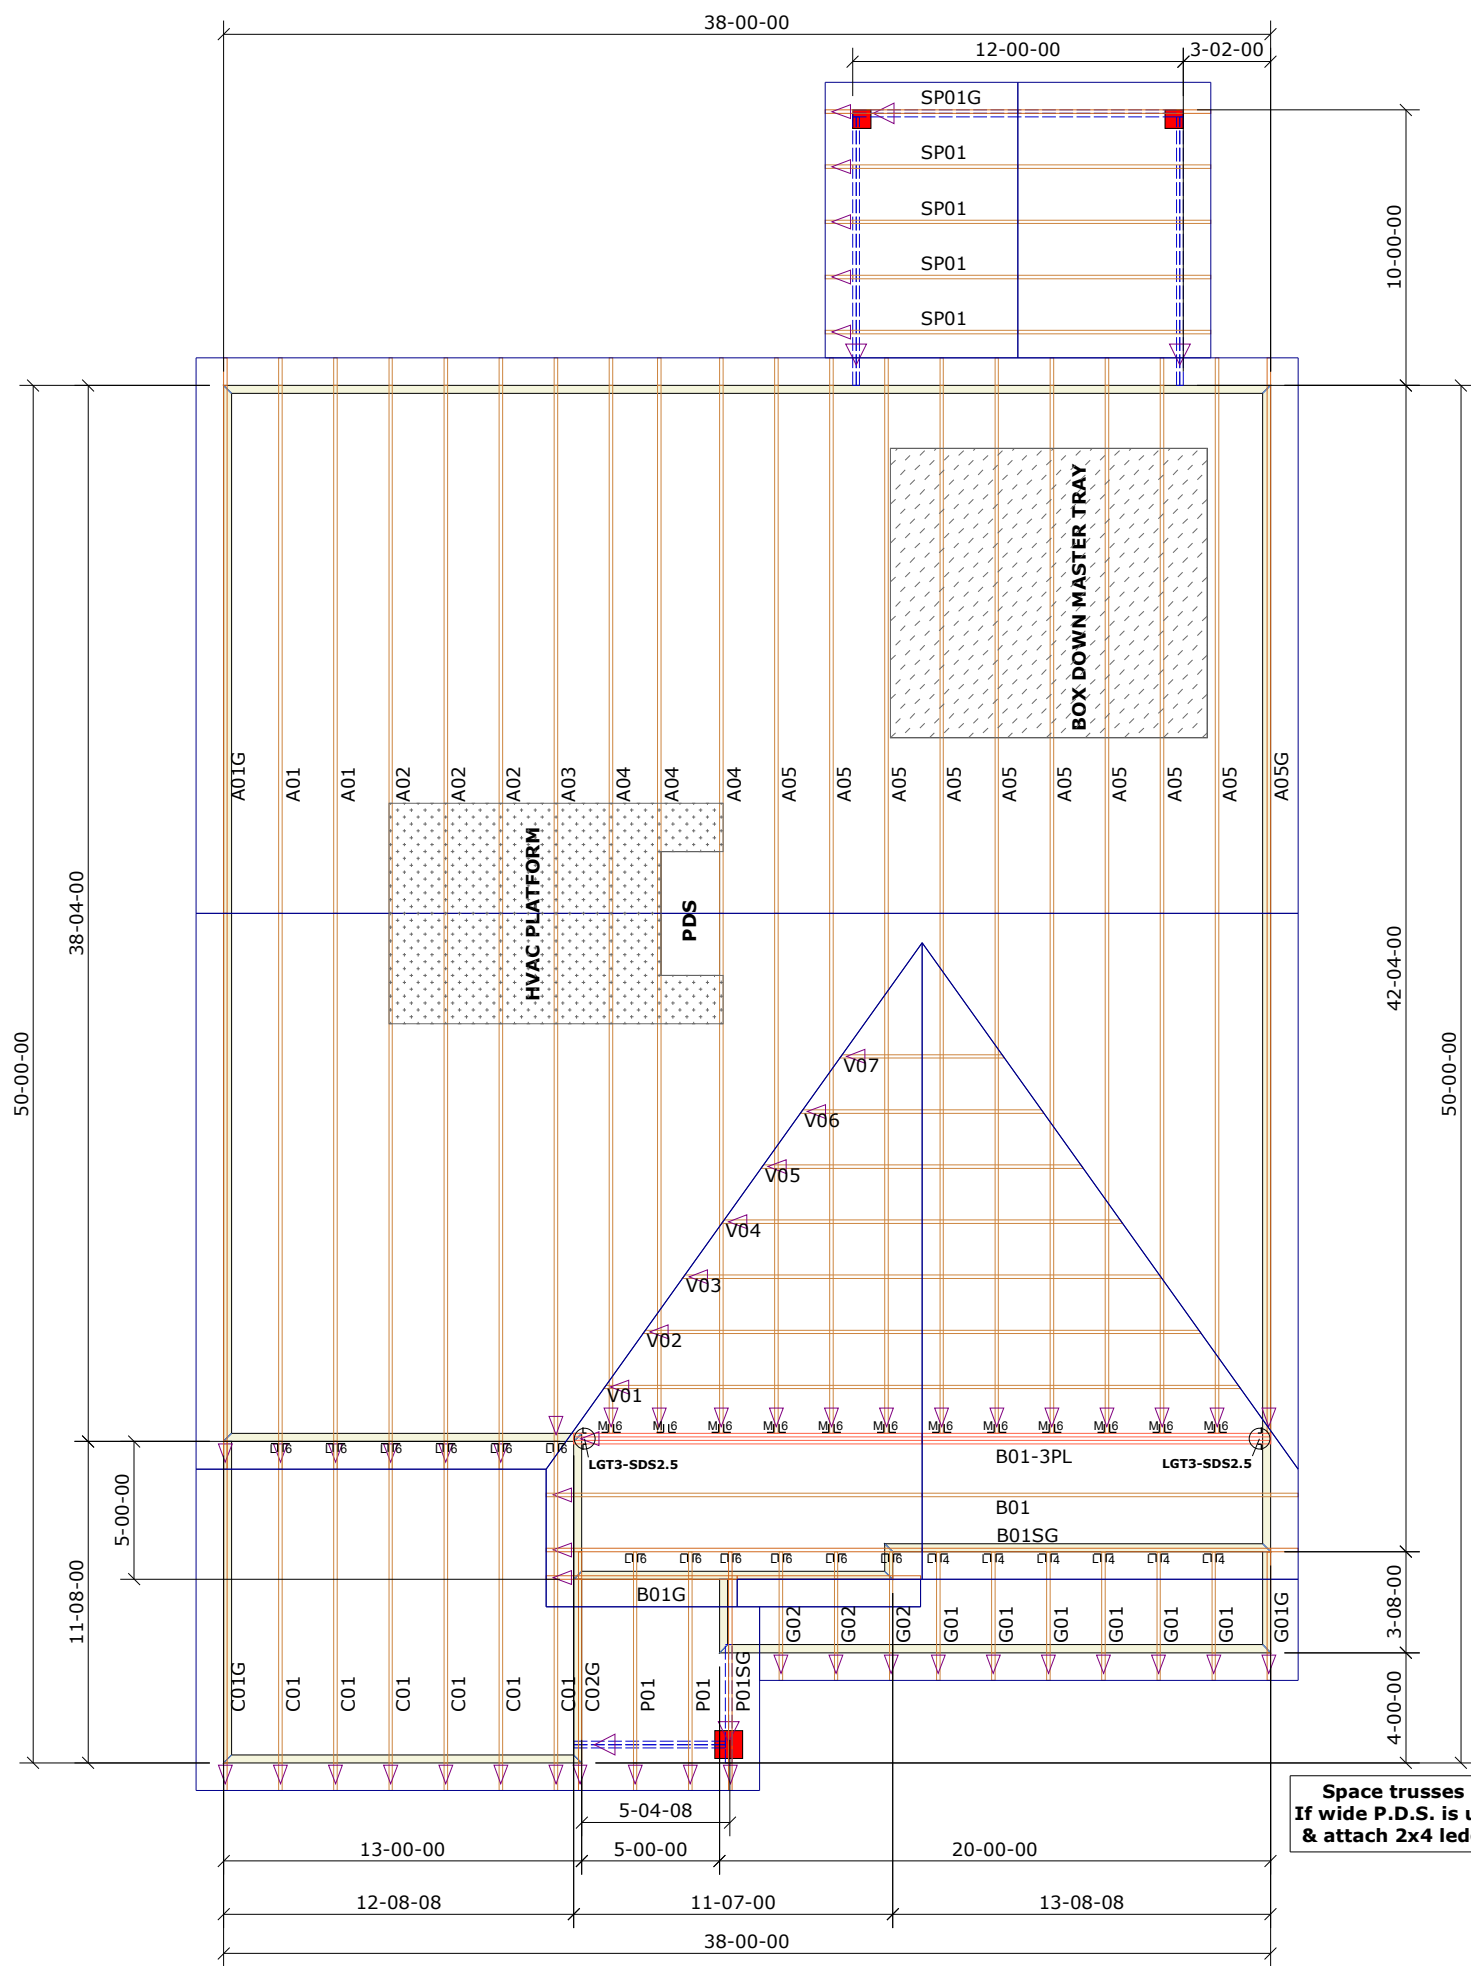 38-00-00
12-00-00
3-02-00
SP01G
SP01
SP01
SP01
SP01
10-00-00
BOX DOWN MASTER TRAY
A01G
A01
A01
A02
A02
A02
A03
A04
A04
A04
A05
A05
A05
A05
A05
A05
A05
A05
A05
A05G
HVAC PLATFORM
PDS
38-04-00
50-00-00
42-04-00
50-00-00
V07
V06
V05
V04
V03
V02
V01
B01-3PL
LGT3-SDS2.5
LGT3-SDS2.5
B01
B01SG
B01G
5-00-00
11-08-00
3-08-00
4-00-00
G02
G02
G02
G01
G01
G01
G01
G01
G01
G01G
C01G
C01
C01
C01
C01
C01
C01
C02G
P01
P01
P01SG
Space trusses
If wide P.D.S. is
& attach 2x4
5-04-08
13-00-00
5-00-00
20-00-00
12-08-08
11-07-00
13-08-08
38-00-00